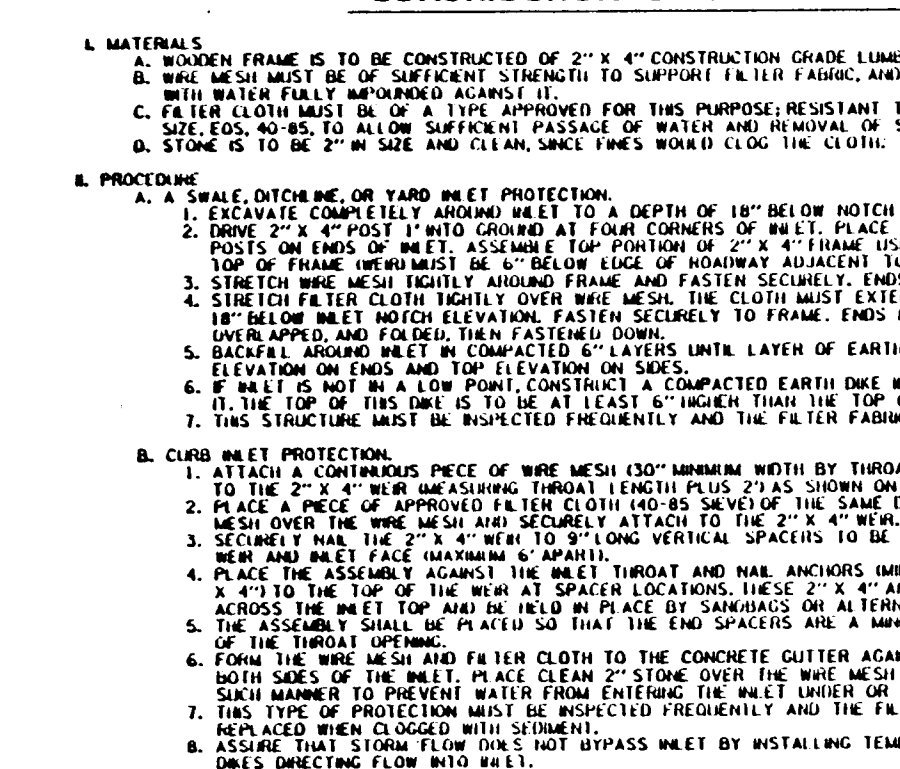 I. MATERIALS
A. WOODEN FRAME IS TO BE CONSTRUCTED OF 2" X 4" CONSTRUCTION GRADE
B. WIRE MESH MUST BE OF SUFFICIENT STRENGTH TO SUPPORT FILTER FABRIC, AND
WITH WATER FULLY IMPOUNDED AGAINST IT.
C. FILTER CLOTH MUST BE OF A TYPE APPROVED FOR THIS PURPOSE; RESISTANT
SIZE, EOS, 40-85, TO ALLOW SUFFICIENT PASSAGE OF WATER AND REMOVAL OF
D. STONE IS TO BE 2" IN SIZE AND CLEAN, SINCE FINES WOULD CLOG THE CLOTH.
II. PROCEDURE
A. A SWALE, DITCHLINE, OR YARD INLET PROTECTION.
1. EXCAVATE COMPLETELY AROUND INLET TO A DEPTH OF 18" BELOW NOTCH
2. DRIVE 2" X 4" POST 1' INTO GROUND AT FOUR CORNERS OF INLET. PLACE
POSTS ON ENDS OF INLET. ASSEMBLE TOP PORTION OF 2" X 4" FRAME
TOP OF FRAME (WEIR) MUST BE 6" BELOW EDGE OF ROADWAY ADJACENT
3. STRETCH WIRE MESH TIGHTLY AROUND FRAME AND FASTEN SECURELY. ENDS
4. STRETCH FILTER CLOTH TIGHTLY OVER WIRE MESH. THE CLOTH MUST
18" BELOW INLET NOTCH ELEVATION. FASTEN SECURELY TO FRAME. ENDS
OVERLAPPED, AND FOLDED, THEN FASTENED DOWN.
5. BACKFILL AROUND INLET IN COMPACTED 6" LAYERS UNTIL LAYER OF
ELEVATION ON ENDS AND TOP ELEVATION ON SIDES.
6. IF INLET IS NOT IN A LOW POINT, CONSTRUCT A COMPACTED EARTH DIKE
IT. THE TOP OF THIS DIKE IS TO BE AT LEAST 6" HIGHER THAN THE TOP
7. THIS STRUCTURE MUST BE INSPECTED FREQUENTLY AND THE FILTER
B. CURB INLET PROTECTION.
1. ATTACH A CONTINUOUS PIECE OF WIRE MESH (30" MINIMUM WIDTH BY
TO THE 2" X 4" WEIR (MEASURING THROAT LENGTH PLUS 2') AS SHOWN ON
2. PLACE A PIECE OF APPROVED FILTER CLOTH (40-85 SIEVE) OF THE SAME
MESH OVER THE WIRE MESH AND SECURELY ATTACH TO THE 2" X 4" WEIR.
3. SECURELY NAIL THE 2" X 4" WEIR TO 9" LONG VERTICAL SPACERS TO BE
WEIR AND INLET FACE (MAXIMUM 6' APART).
4. PLACE THE ASSEMBLY AGAINST THE INLET THROAT AND NAIL ANCHORS
X 4") TO THE TOP OF THE WEIR AT SPACER LOCATIONS. THESE 2" X 4"
ACROSS THE INLET TOP AND BE HELD IN PLACE BY SANDBAGS OR
5. THE ASSEMBLY SHALL BE PLACED SO THAT THE END SPACERS ARE A
OF THE THROAT OPENING.
6. FORM THE WIRE MESH AND FILTER CLOTH TO THE CONCRETE GUTTER
BOTH SIDES OF THE INLET. PLACE CLEAN 2" STONE OVER THE WIRE MESH
SUCH MANNER TO PREVENT WATER FROM ENTERING THE INLET UNDER OR
7. THIS TYPE OF PROTECTION MUST BE INSPECTED FREQUENTLY AND THE
REPLACED WHEN CLOGGED WITH SEDIMENT.
8. ASSURE THAT STORM FLOW DOES NOT BYPASS INLET BY INSTALLING
DIKES DIRECTING FLOW INTO INLET.